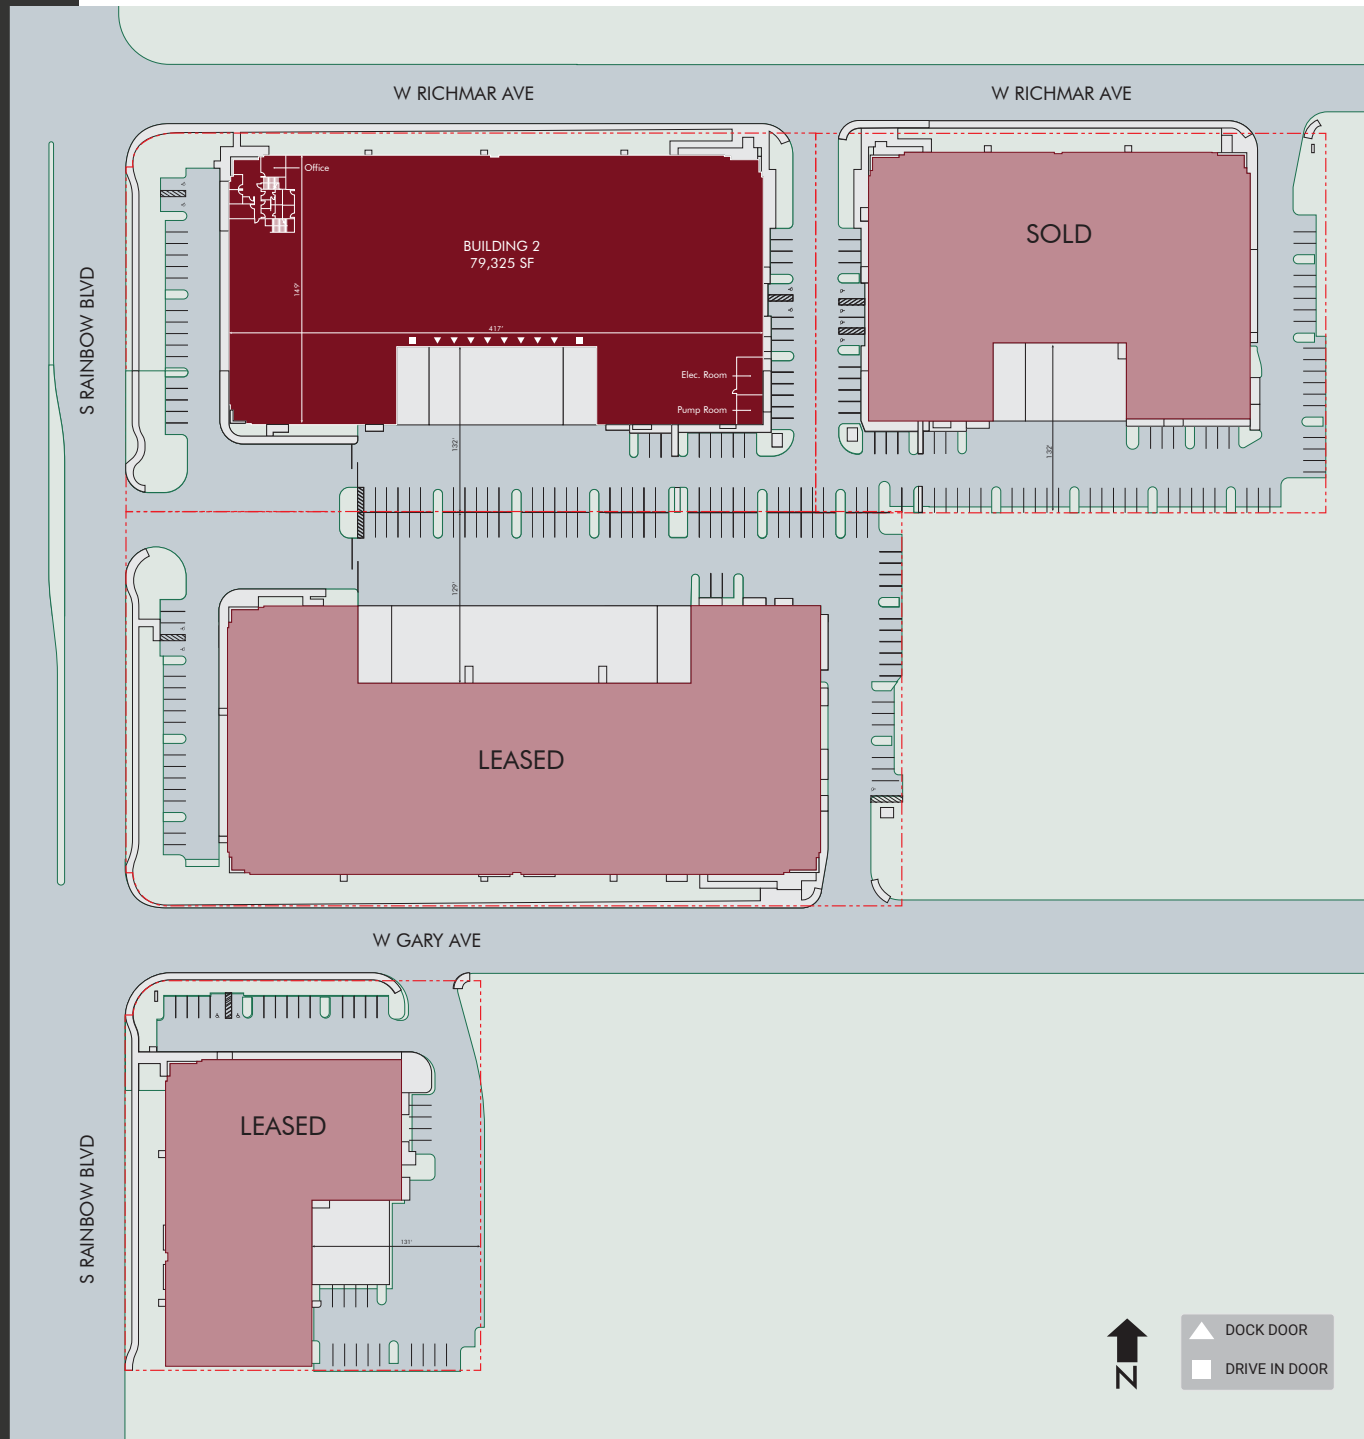 W RICHMAR AVE
W RICHMAR AVE
Office
BUILDING 2
79,325 SF
SOLD
149'
417'
S RAINBOW BLVD
Elec. Room
Pump Room
132'
132'
129'
LEASED
W GARY AVE
LEASED
S RAINBOW BLVD
131'
N
DOCK DOOR
DRIVE IN DOOR